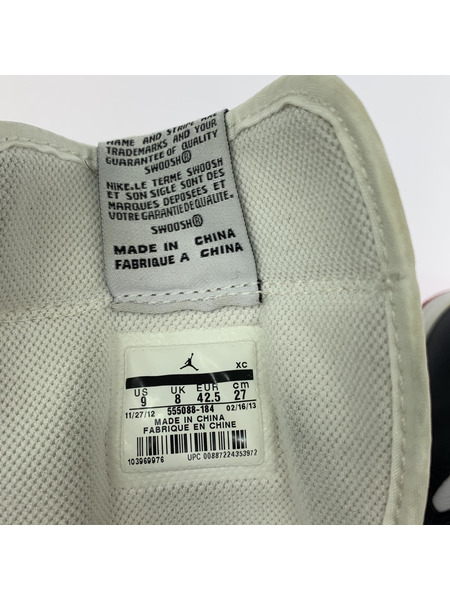 NAME AND STRIPE ARE
TRADEMARKS AND YOUR
GUARANTEE OF QUALITY
SWOOSH®
NIKE.LE TERME SWOOSH
ET SON SIGLE SONT DES
MARQUES DEPOSEES ET
VOTRE GARANTIE DE QUALITE.
SWOOSH®
MADE IN CHINA
FABRIQUE A CHINA
XC
US UK EUR cm
9 8 42.5 27
11/27/12 555088-184 02/16/13
MADE IN CHINA
FABRIQUE EN CHINE
103969976 UPC 00887224353972